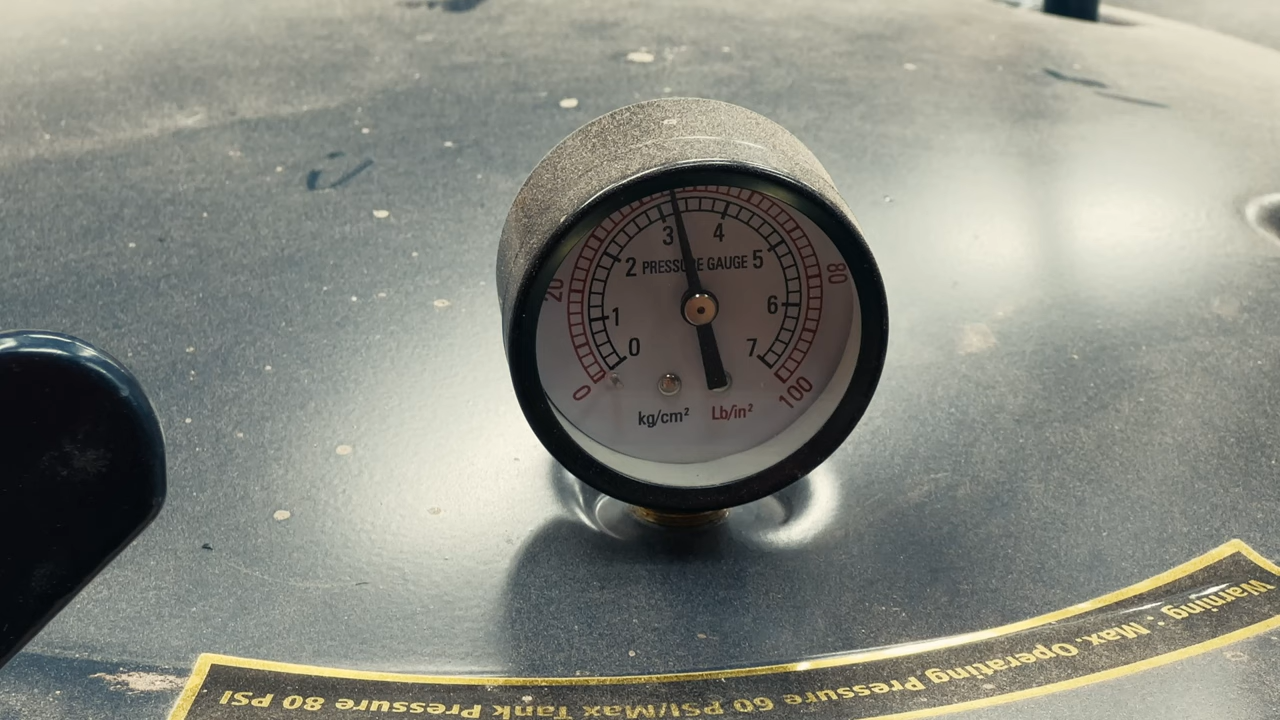 3 4
2 PRESSURE GAUGE 5
20 80
1 6
0 7
0 100
kg/cm² Lb/in²
Warning - Max. Operating Pressure 60 PSI/Max Tank Pressure 80 PSI